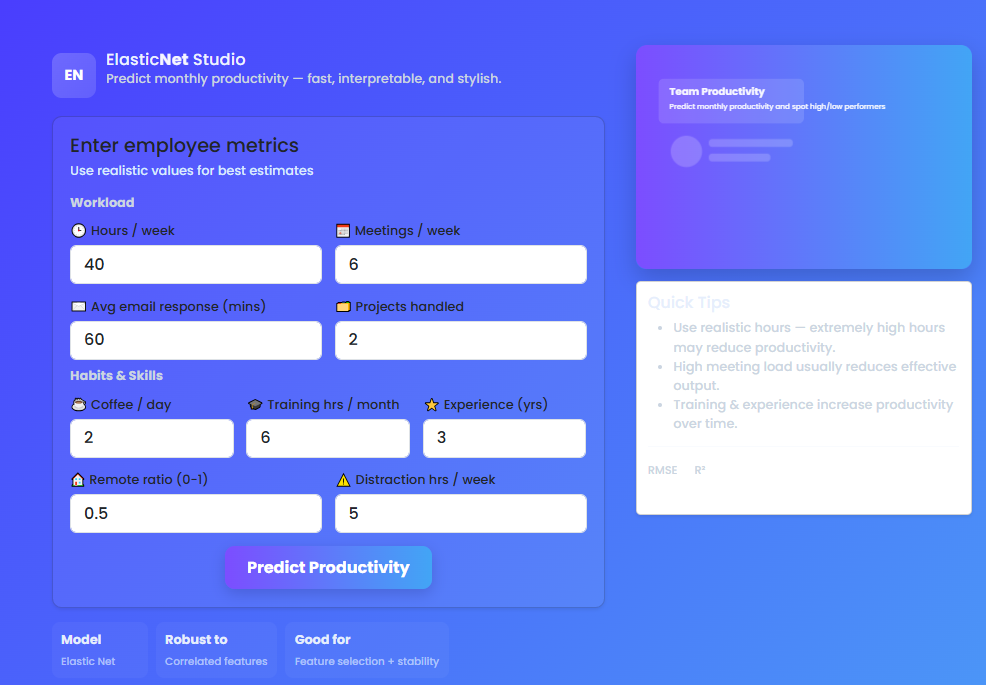 EN
ElasticNet Studio
Predict monthly productivity — fast, interpretable, and stylish.
Enter employee metrics
Use realistic values for best estimates
Workload
Hours / week
Meetings / week
40
6
Avg email response (mins)
Projects handled
60
2
Habits & Skills
Coffee / day
Training hrs / month
Experience (yrs)
2
6
3
Remote ratio (0-1)
Distraction hrs / week
0.5
5
Predict Productivity
Model
Elastic Net
Robust to
Correlated features
Good for
Feature selection + stability
Team Productivity
Predict monthly productivity and spot high/low performers
Quick Tips
• Use realistic hours — extremely high hours
may reduce productivity.
• High meeting load usually reduces effective
output.
• Training & experience increase productivity
over time.
RMSE R²